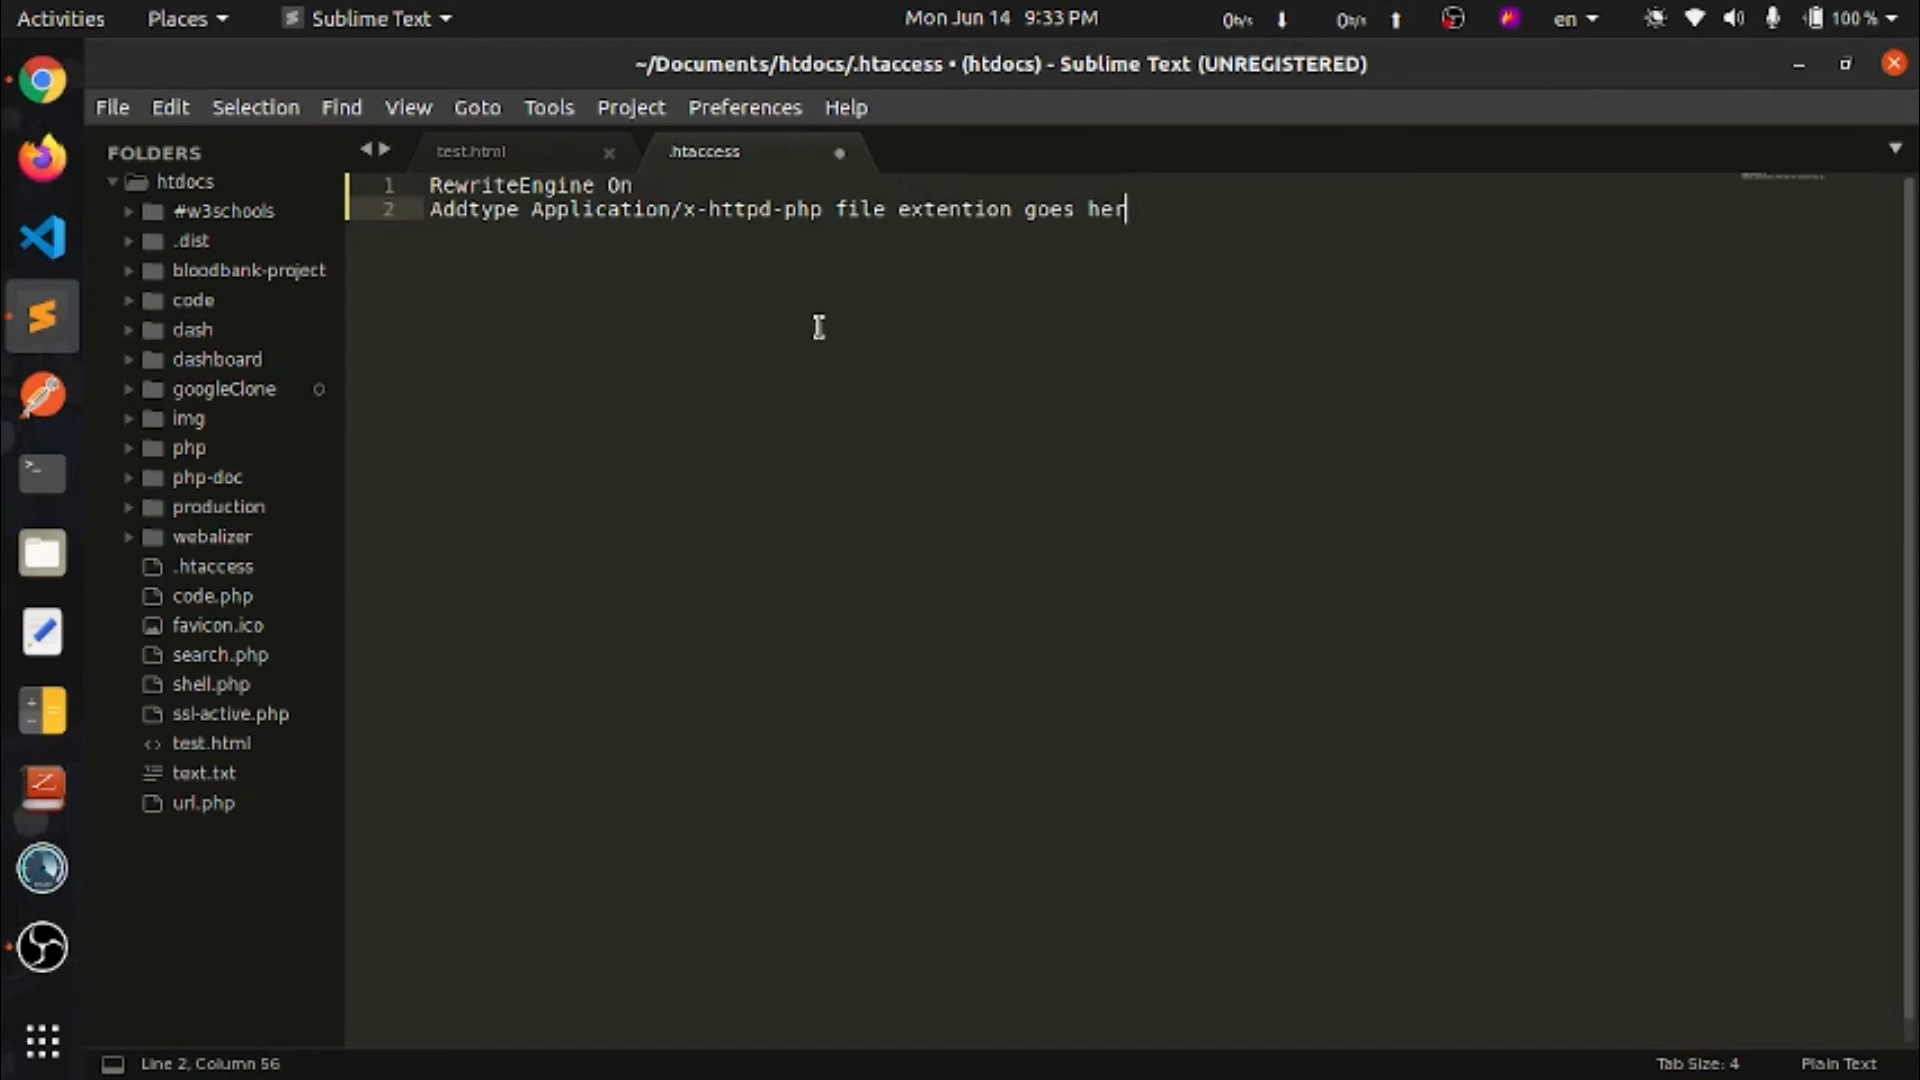 Activities Places Sublime Text Mon Jun 14 9:33 PM 0b/s 0b/s en 100 %
~/Documents/htdocs/.htaccess • (htdocs) - Sublime Text (UNREGISTERED)
File Edit Selection Find View Goto Tools Project Preferences Help
FOLDERS
test.html .htaccess
htdocs
#w3schools
.dist
bloodbank-project
code
dash
dashboard
googleClone
img
php
php-doc
production
webalizer
.htaccess
code.php
favicon.ico
search.php
shell.php
ssl-active.php
test.html
text.txt
url.php
1 RewriteEngine On
2 Addtype Application/x-httpd-php file extention goes her
Line 2, Column 56 Tab Size: 4 Plain Text